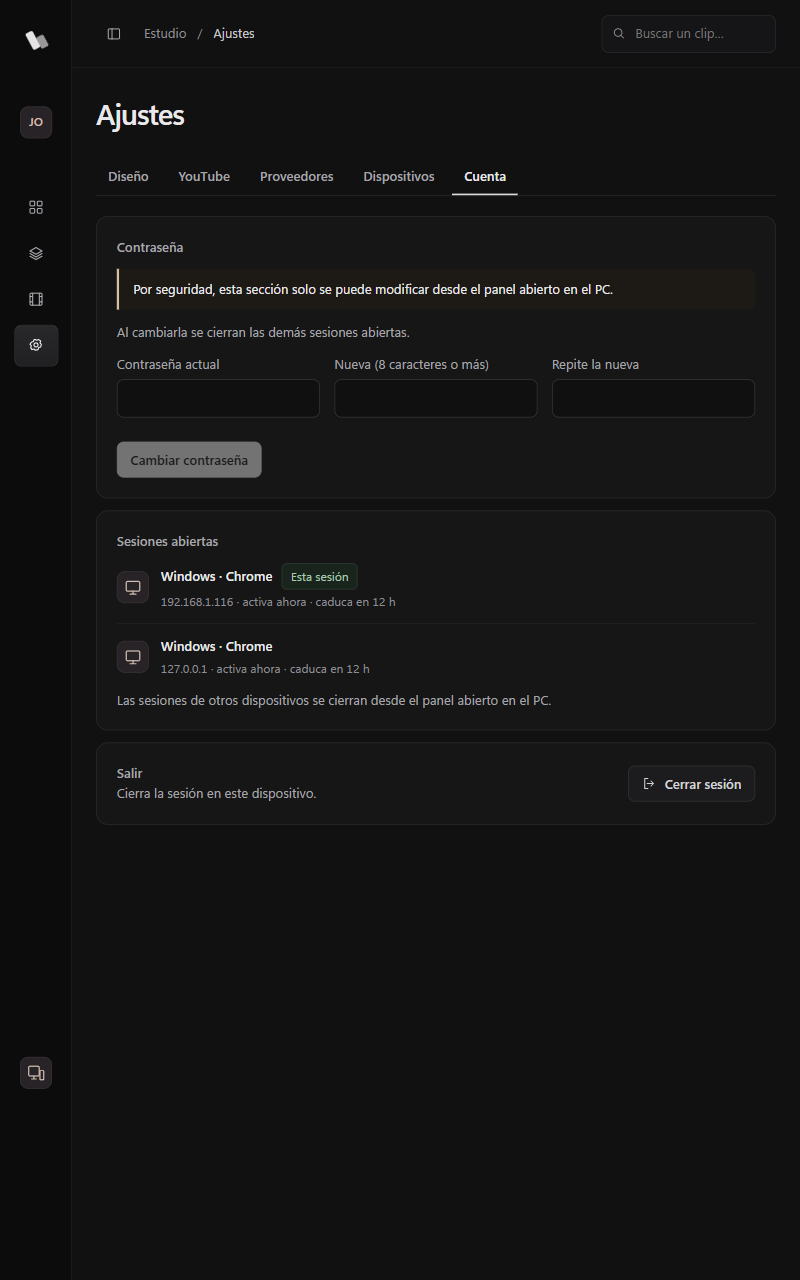 Estudio / Ajustes
Buscar un clip...
JO
Ajustes
Diseño
YouTube
Proveedores
Dispositivos
Cuenta
Contraseña
Por seguridad, esta sección solo se puede modificar desde el panel abierto en el PC.
Al cambiarla se cierran las demás sesiones abiertas.
Contraseña actual
Nueva (8 caracteres o más)
Repite la nueva
Cambiar contraseña
Sesiones abiertas
Windows · Chrome
Esta sesión
192.168.1.116 · activa ahora · caduca en 12 h
Windows · Chrome
127.0.0.1 · activa ahora · caduca en 12 h
Las sesiones de otros dispositivos se cierran desde el panel abierto en el PC.
Salir
Cierra la sesión en este dispositivo.
Cerrar sesión